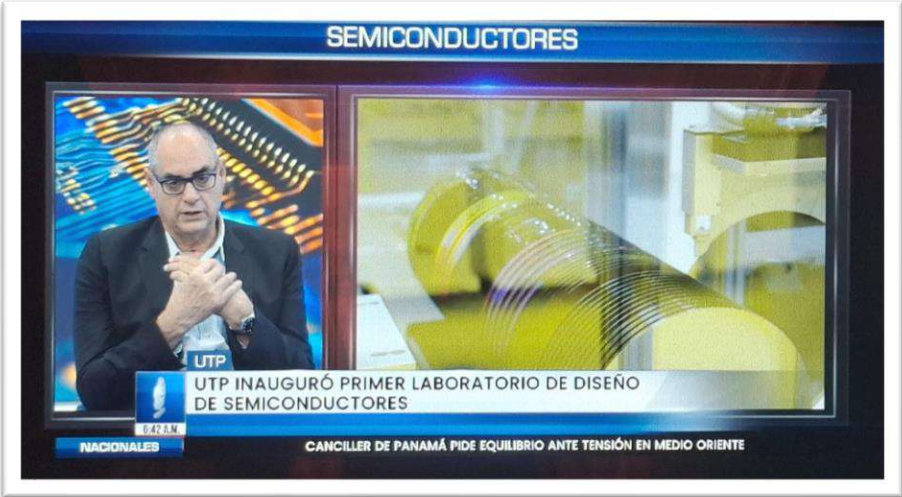 SEMICONDUCTORES
UTP
UTP INAUGURÓ PRIMER LABORATORIO DE DISEÑO
DE SEMICONDUCTORES
6:42 A.M.
NACIONALES
CANCILLER DE PANAMÁ PIDE EQUILIBRIO ANTE TENSIÓN EN MEDIO ORIENTE